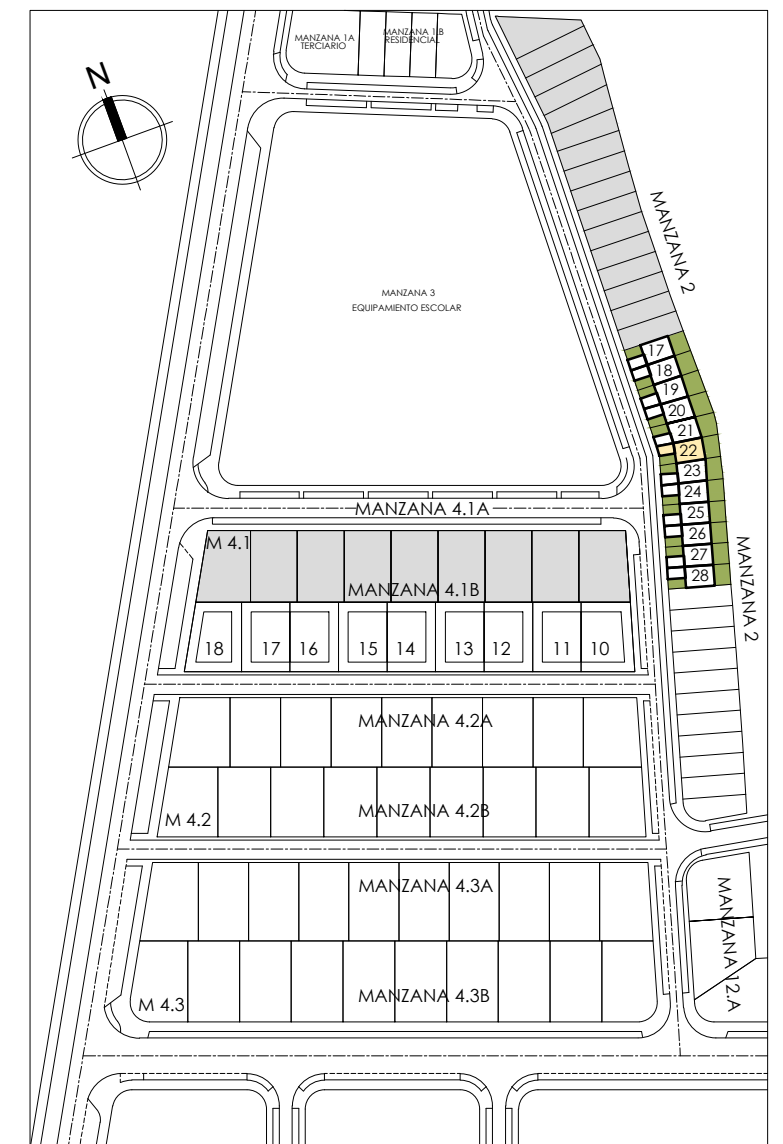 MANZANA 1A
TERCIARIO
MANZANA 1B
RESIDENCIAL
N
MANZANA 2
MANZANA 3
EQUIPAMIENTO ESCOLAR
17
18
19
20
21
22
23
24
25
26
27
28
MANZANA 2
MANZANA 4.1A
M 4.1
MANZANA 4.1B
18 17 16 15 14 13 12 11 10
MANZANA 4.2A
M 4.2
MANZANA 4.2B
MANZANA 4.3A
M 4.3
MANZANA 4.3B
MANZANA 12.A